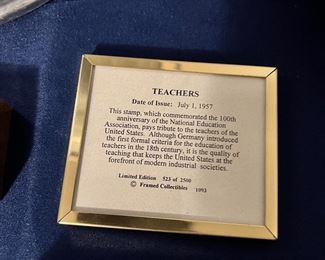 TEACHERS
Date of Issue: July 1, 1957
This stamp, which commemorated the 100th
anniversary of the National Education
Association, pays tribute to the teachers of the
United States. Although Germany introduced
the first formal criteria for the education of
teachers in the 18th century, it is the quality of
teaching that keeps the United States at the
forefront of modern industrial societies.
Limited Edition 523 of 2500
© Framed Collectibles 1093